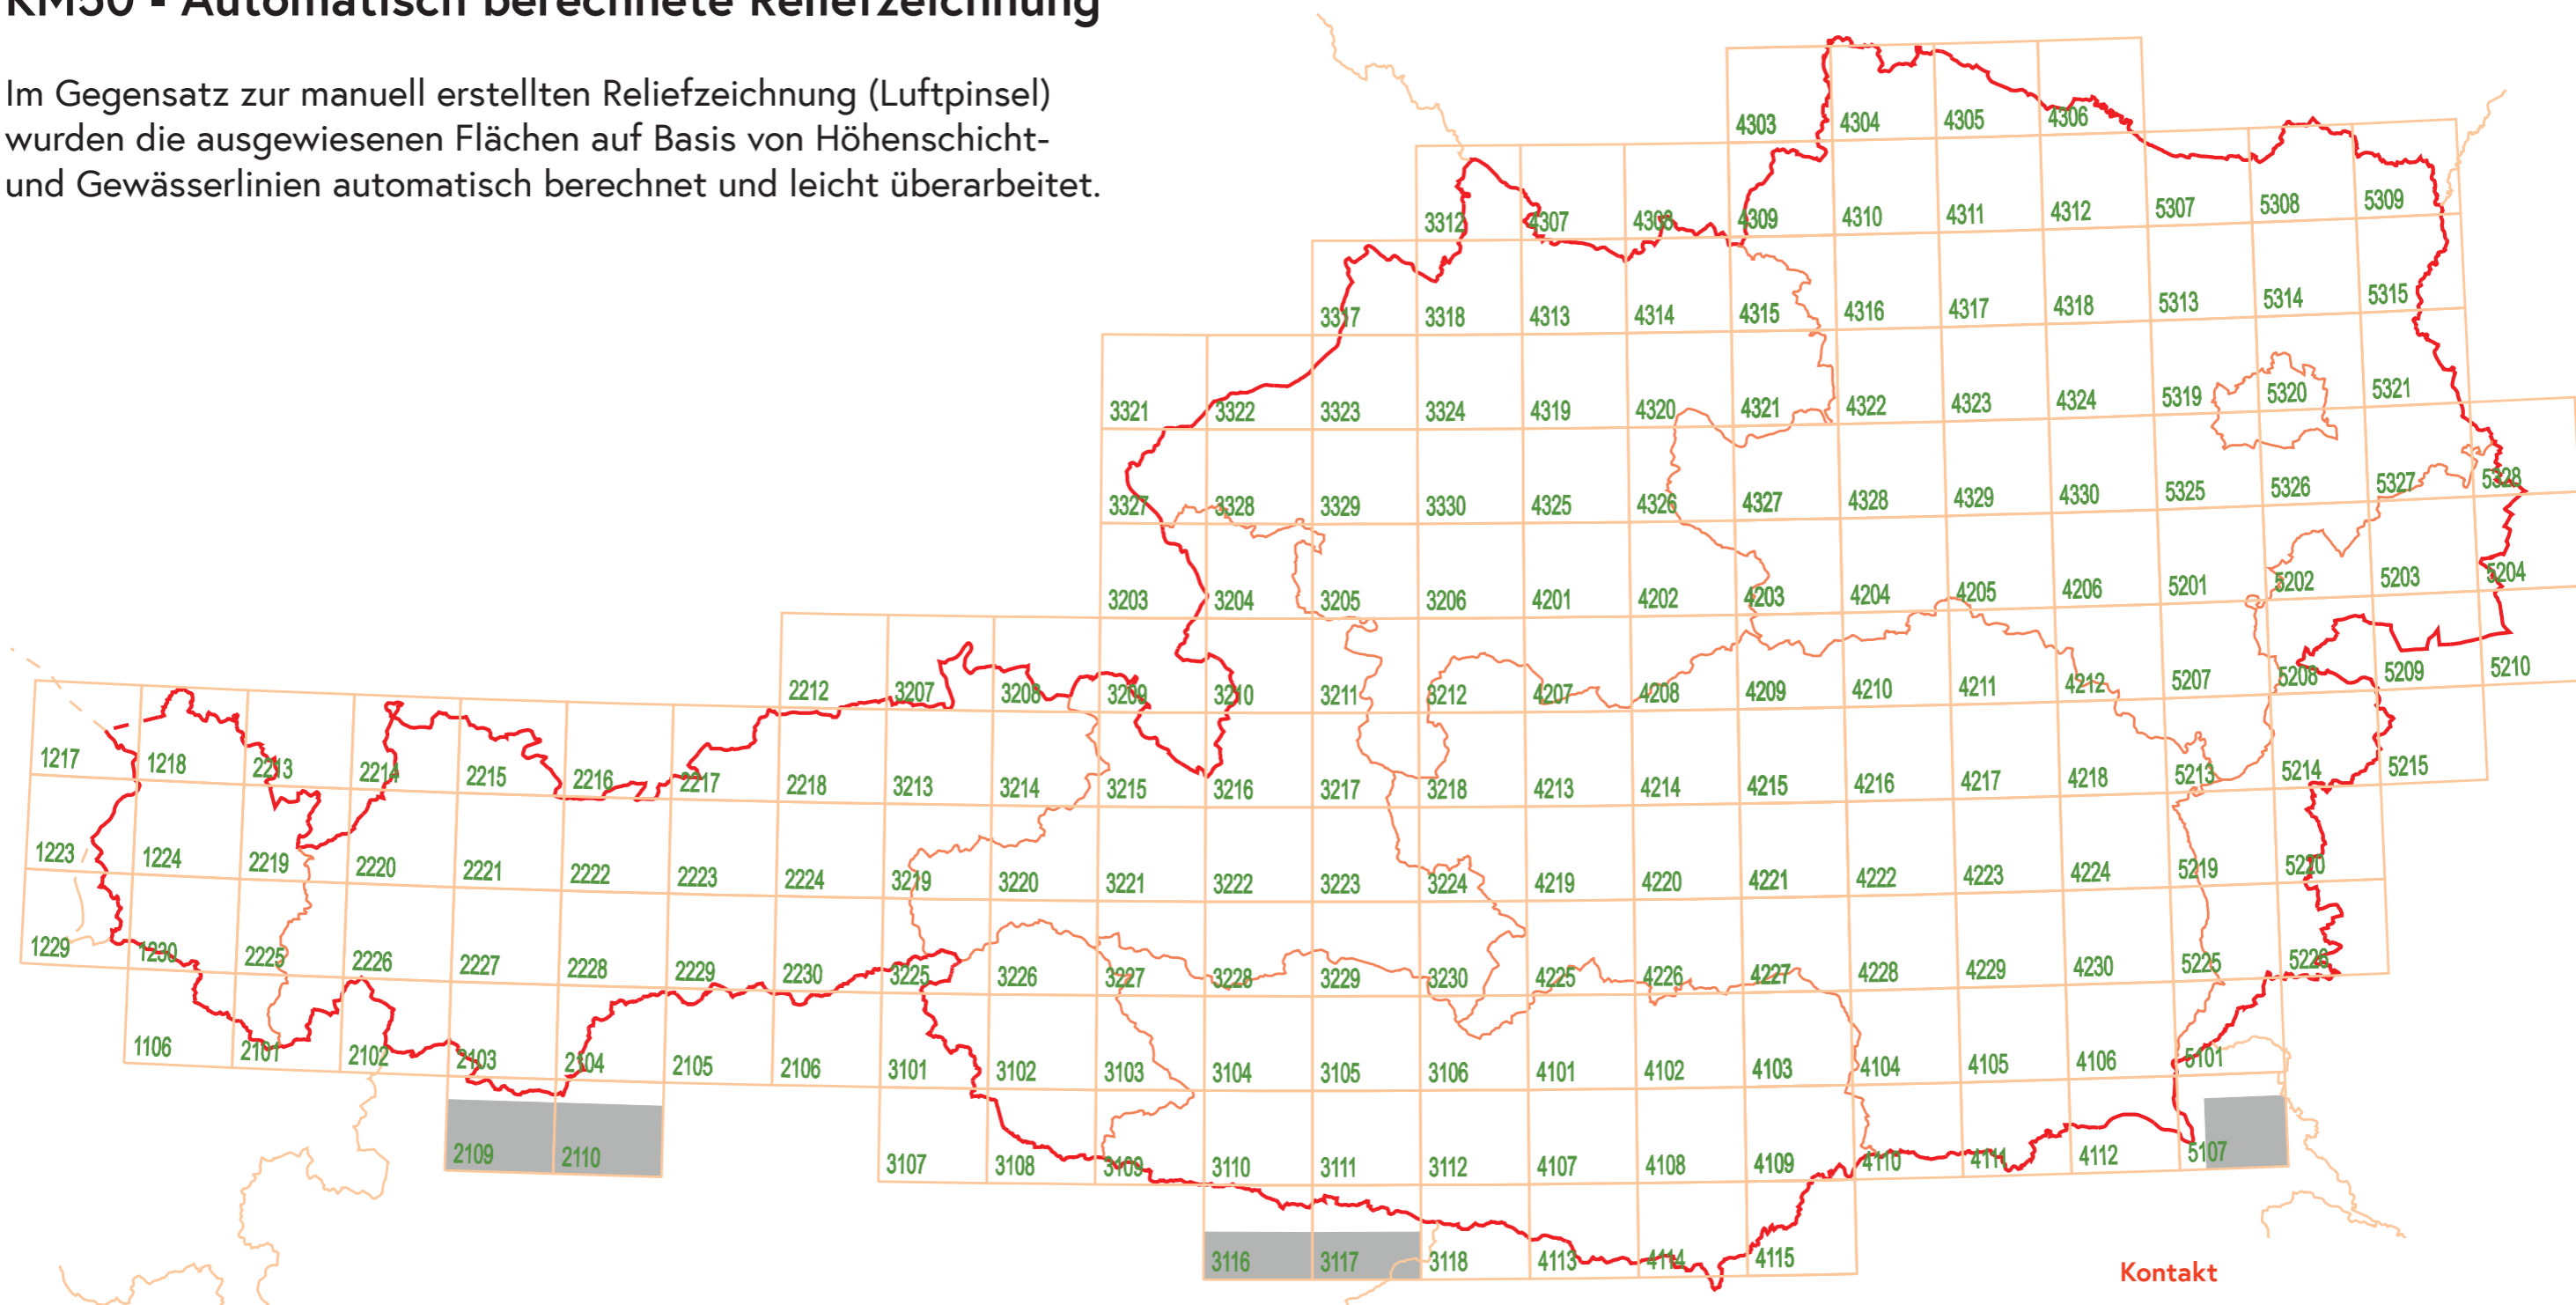 KM50 - Automatisch berechnete Reliefzeichnung
Im Gegensatz zur manuell erstellten Reliefzeichnung (Luftpinsel)
wurden die ausgewiesenen Flächen auf Basis von Höhenschicht-
und Gewässerlinien automatisch berechnet und leicht überarbeitet.
4303 4304 4305 4306
3312 4307 4308 4309 4310 4311 4312 5307 5308 5309
3317 3318 4313 4314 4315 4316 4317 4318 5313 5314 5315
3321 3322 3323 3324 4319 4320 4321 4322 4323 4324 5319 5320 5321
3327 3328 3329 3330 4325 4326 4327 4328 4329 4330 5325 5326 5327 5328
3203 3204 3205 3206 4201 4202 4203 4204 4205 4206 5201 5202 5203 5204
2212 3207 3208 3209 3210 3211 3212 4207 4208 4209 4210 4211 4212 5207 5208 5209 5210
1217 1218 2213 2214 2215 2216 2217 2218 3213 3214 3215 3216 3217 3218 4213 4214 4215 4216 4217 4218 5213 5214 5215
1223 1224 2219 2220 2221 2222 2223 2224 3219 3220 3221 3222 3223 3224 4219 4220 4221 4222 4223 4224 5219 5220
1229 1230 2225 2226 2227 2228 2229 2230 3225 3226 3227 3228 3229 3230 4225 4226 4227 4228 4229 4230 5225 5226
1106 2101 2102 2103 2104 2105 2106 3101 3102 3103 3104 3105 3106 4101 4102 4103 4104 4105 4106 5101
2109 2110 3107 3108 3109 3110 3111 3112 4107 4108 4109 4110 4111 4112 5107
3116 3117 3118 4113 4114 4115
Kontakt